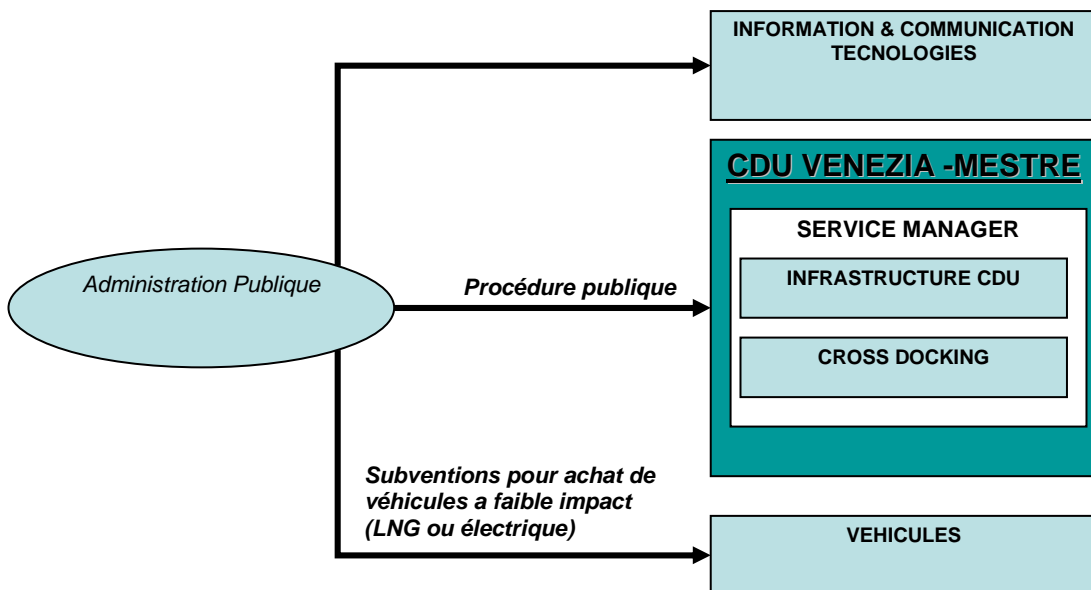 INFORMATION & COMMUNICATION
TECNOLOGIES
CDU VENEZIA -MESTRE
SERVICE MANAGER
INFRASTRUCTURE CDU
CROSS DOCKING
Administration Publique
Procédure publique
Subventions pour achat de
véhicules a faible impact
(LNG ou électrique)
VEHICULES